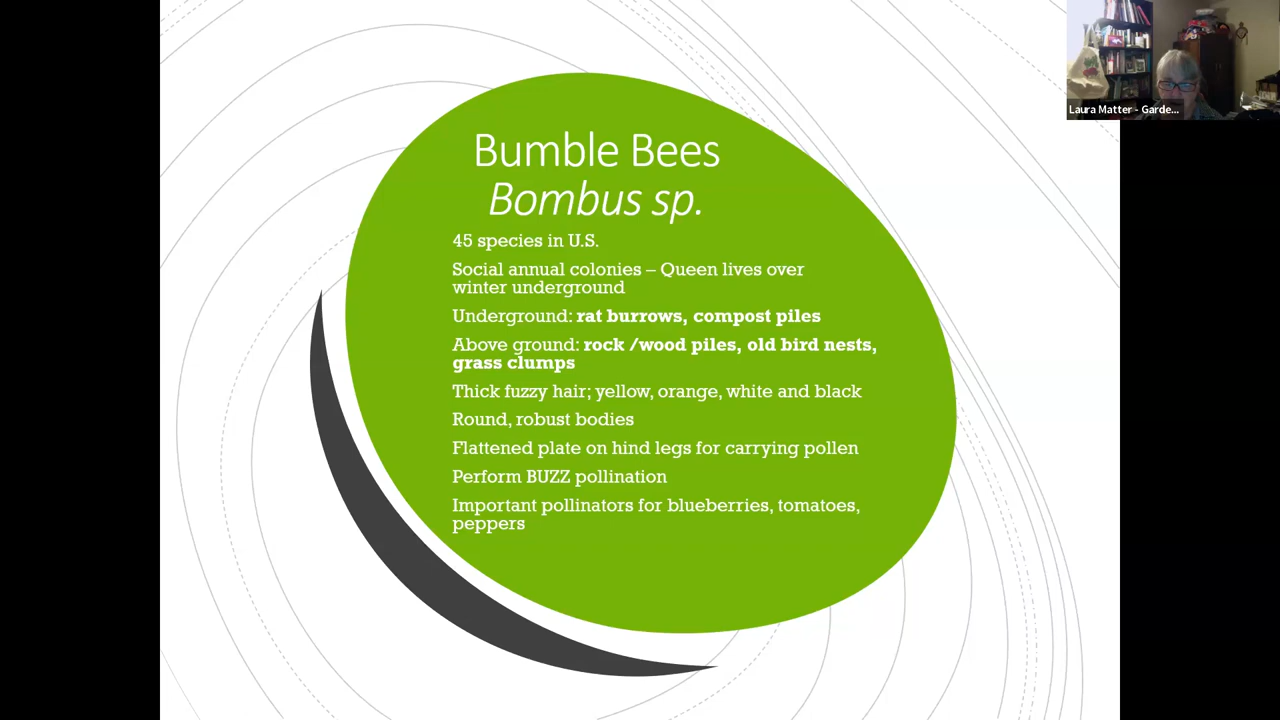 Laura Matter - Garde...
Bumble Bees
Bombus sp.
45 species in U.S.
Social annual colonies – Queen lives over
winter underground
Underground: rat burrows, compost piles
Above ground: rock /wood piles, old bird nests,
grass clumps
Thick fuzzy hair; yellow, orange, white and black
Round, robust bodies
Flattened plate on hind legs for carrying pollen
Perform BUZZ pollination
Important pollinators for blueberries, tomatoes,
peppers